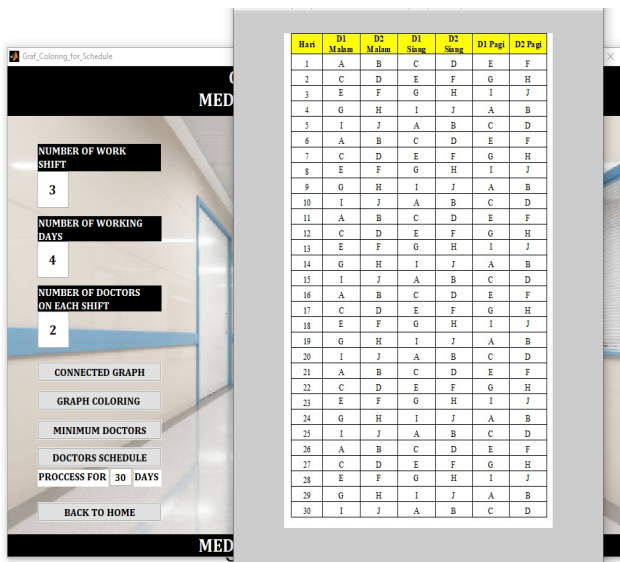 Graf_Coloring_for_Schedule
MED
NUMBER OF WORK
SHIFT
3
NUMBER OF WORKING
DAYS
4
NUMBER OF DOCTORS
ON EACH SHIFT
2
CONNECTED GRAPH
GRAPH COLORING
MINIMUM DOCTORS
DOCTORS SCHEDULE
PROCCESS FOR 30 DAYS
BACK TO HOME
MED
Hari D1 Malam D2 Malam D1 Siang D2 Siang D1 Pagi D2 Pagi
1 A B C D E F
2 C D E F G H
3 E F G H I J
4 G H I J A B
5 I J A B C D
6 A B C D E F
7 C D E F G H
8 E F G H I J
9 G H I J A B
10 I J A B C D
11 A B C D E F
12 C D E F G H
13 E F G H I J
14 G H I J A B
15 I J A B C D
16 A B C D E F
17 C D E F G H
18 E F G H I J
19 G H I J A B
20 I J A B C D
21 A B C D E F
22 C D E F G H
23 E F G H I J
24 G H I J A B
25 I J A B C D
26 A B C D E F
27 C D E F G H
28 E F G H I J
29 G H I J A B
30 I J A B C D